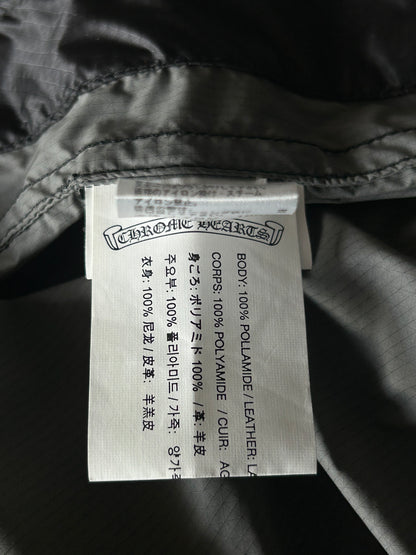 CHROME HEARTS
BODY: 100% POLLAMIDE / LEATHER: LA
CORPS: 100% POLYAMIDE / CUIR: AG
身ごろ: ポリアミド 100% / 革: 羊皮
주요부: 100% 폴리아미드 / 가죽: 양가
衣身: 100% 尼龙 / 皮革: 羊羔皮